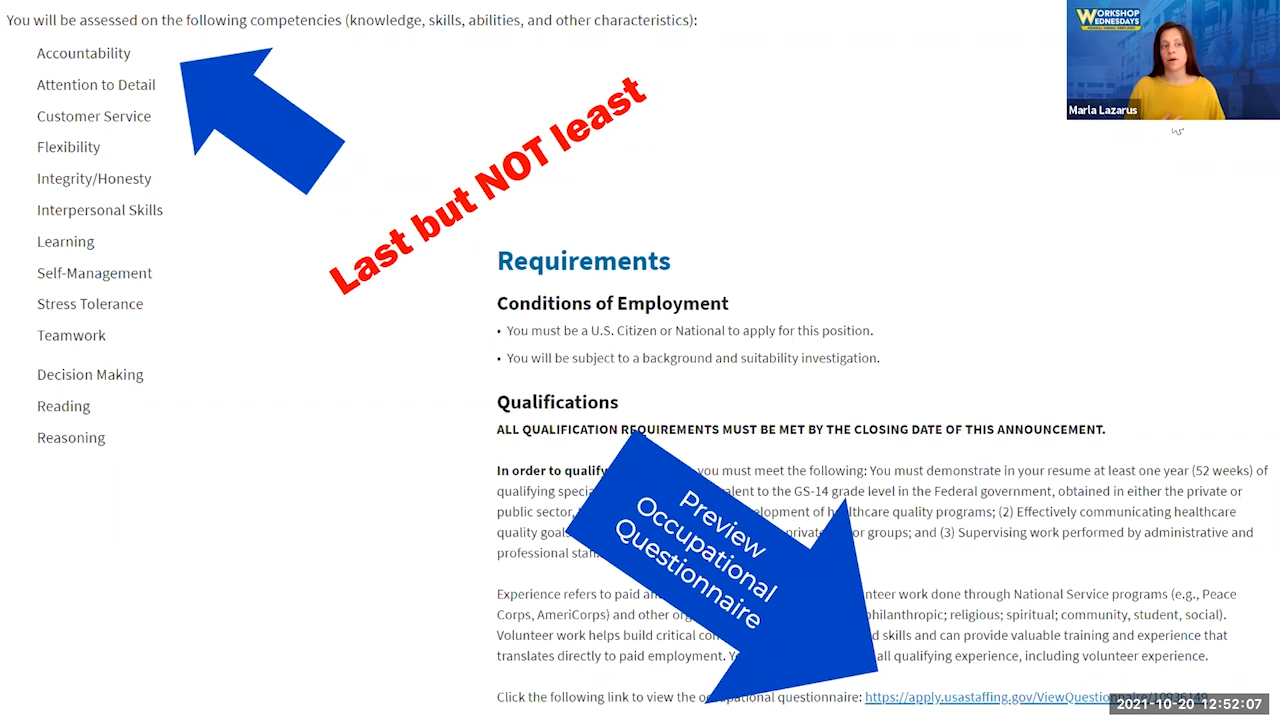 You will be assessed on the following competencies (knowledge, skills, abilities, and other characteristics):
Accountability
Attention to Detail
Customer Service
Flexibility
Integrity/Honesty
Interpersonal Skills
Learning
Self-Management
Stress Tolerance
Teamwork
Decision Making
Reading
Reasoning
Last but NOT least
WORKSHOP
WEDNESDAYS
Marla Lazarus
Requirements
Conditions of Employment
• You must be a U.S. Citizen or National to apply for this position.
• You will be subject to a background and suitability investigation.
Qualifications
ALL QUALIFICATION REQUIREMENTS MUST BE MET BY THE CLOSING DATE OF THIS ANNOUNCEMENT.
In order to qualify you must meet the following: You must demonstrate in your resume at least one year (52 weeks) of
qualifying to the GS-14 grade level in the Federal government, obtained in either the private or
public sector, of healthcare quality programs; (2) Effectively communicating healthcare
quality or groups; and (3) Supervising work performed by administrative and
professional
Experience refers to paid work done through National Service programs (e.g., Peace
Corps, AmeriCorps) and other philanthropic; religious; spiritual; community, student, social).
Volunteer work helps build critical skills and can provide valuable training and experience that
translates directly to paid employment. all qualifying experience, including volunteer experience.
Click the following link to view the occupational questionnaire: https://apply.usastaffing.gov/ViewQuestionnaire/10936149
Preview
Occupational
Questionnaire
2021-10-20 12:52:07